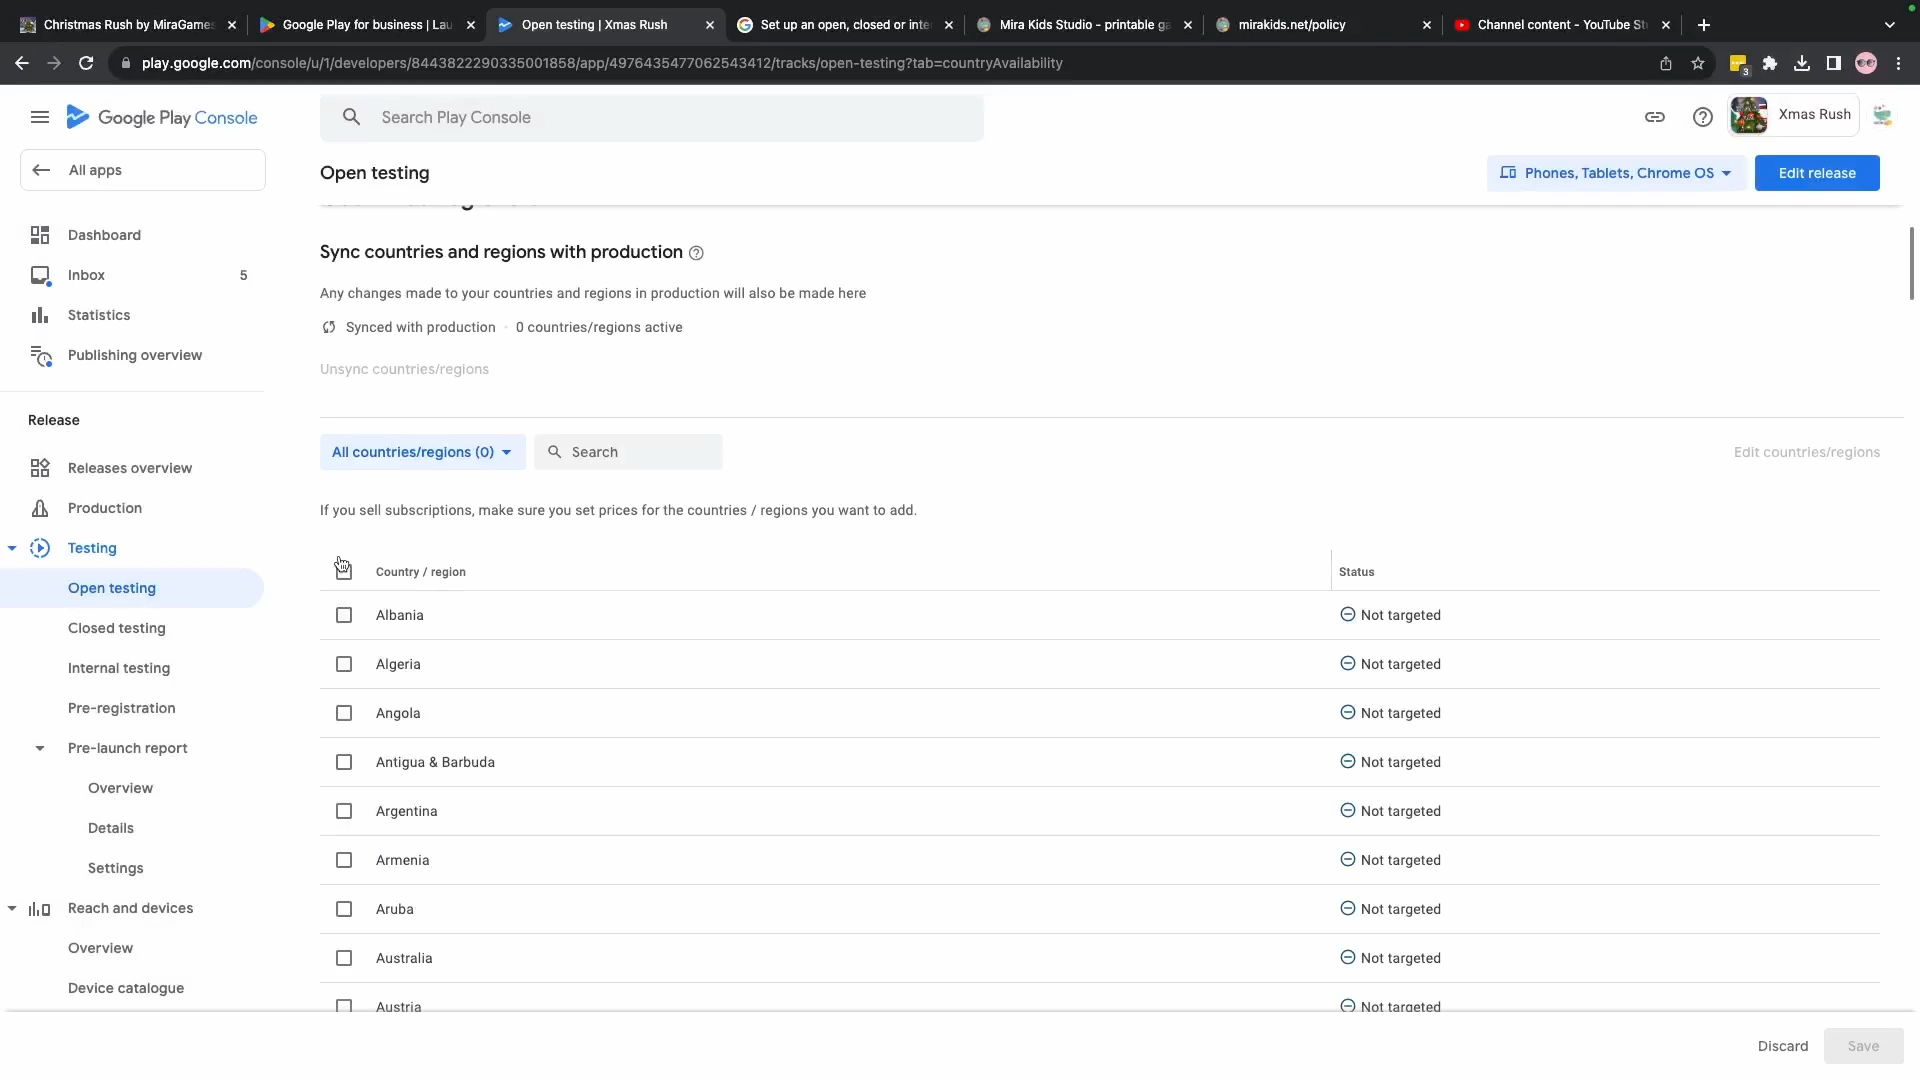 Christmas Rush by MiraGames
Google Play for business | Lau
Open testing | Xmas Rush
Set up an open, closed or inte
Mira Kids Studio - printable ga
mirakids.net/policy
Channel content - YouTube St
play.google.com/console/u/1/developers/8443822290335001858/app/4976435477062543412/tracks/open-testing?tab=countryAvailability
3
Google Play Console
Search Play Console
Xmas Rush
All apps
Open testing
Phones, Tablets, Chrome OS
Edit release
Dashboard
Inbox 5
Statistics
Publishing overview
Release
Releases overview
Production
Testing
Open testing
Closed testing
Internal testing
Pre-registration
Pre-launch report
Overview
Details
Settings
Reach and devices
Overview
Device catalogue
Sync countries and regions with production
Any changes made to your countries and regions in production will also be made here
Synced with production · 0 countries/regions active
Unsync countries/regions
All countries/regions (0)
Search
Edit countries/regions
If you sell subscriptions, make sure you set prices for the countries / regions you want to add.
Country / region Status
Albania Not targeted
Algeria Not targeted
Angola Not targeted
Antigua & Barbuda Not targeted
Argentina Not targeted
Armenia Not targeted
Aruba Not targeted
Australia Not targeted
Austria Not targeted
Discard
Save